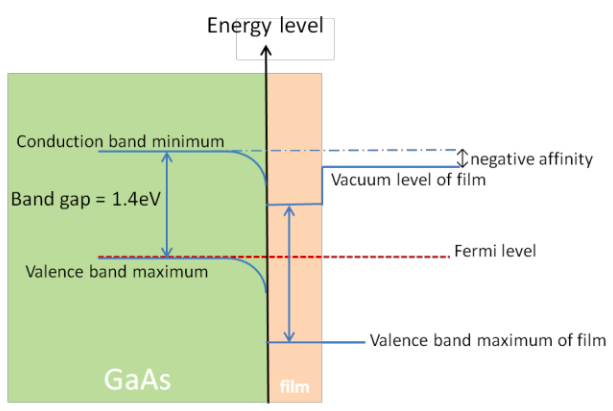 Energy level
Conduction band minimum
negative affinity
Vacuum level of film
Band gap = 1.4eV
Fermi level
Valence band maximum
Valence band maximum of film
GaAs
film